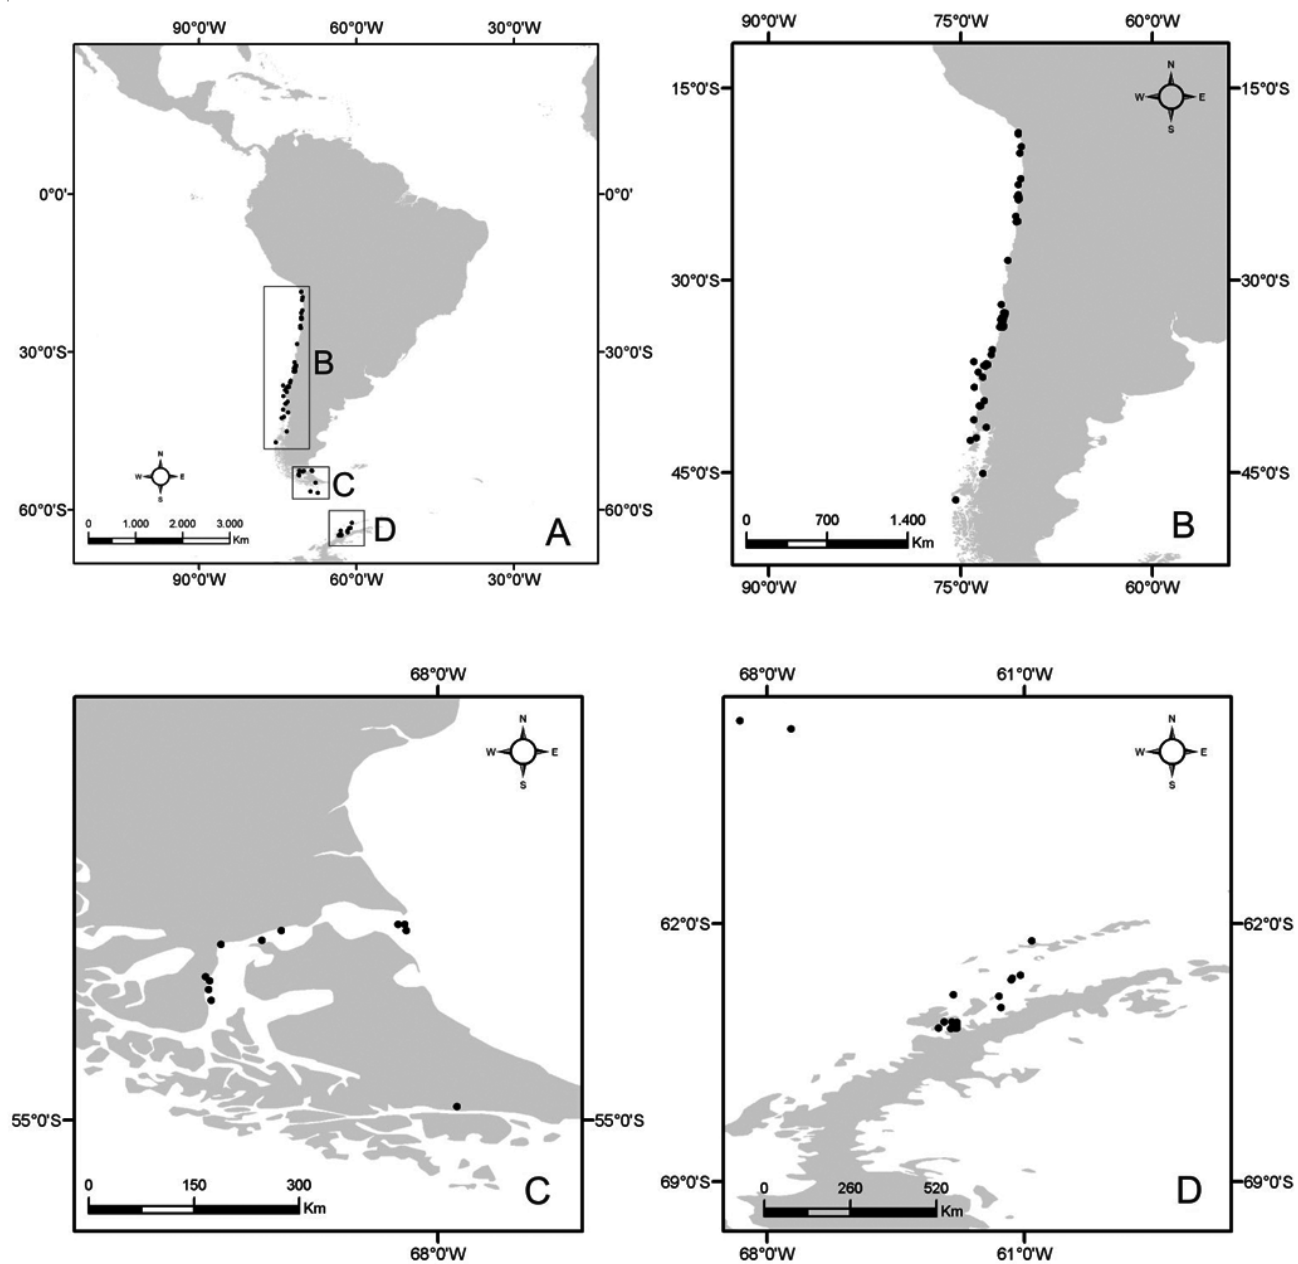 90°0'W 60°0'W 30°0'W
0°0' 0°0'
30°0'S 30°0'S
60°0'S 60°0'S
B
C
D
N
W E
S
0 1.000 2.000 3.000
Km
A
90°0'W 60°0'W 30°0'W
90°0'W 75°0'W 60°0'W
N
W E
S
15°0'S 15°0'S
30°0'S 30°0'S
45°0'S 45°0'S
0 700 1.400
Km
B
90°0'W 75°0'W 60°0'W
68°0'W
N
W E
S
55°0'S 55°0'S
0 150 300
Km
C
68°0'W
68°0'W 61°0'W
N
W E
S
62°0'S 62°0'S
69°0'S 69°0'S
0 260 520
Km
D
68°0'W 61°0'W